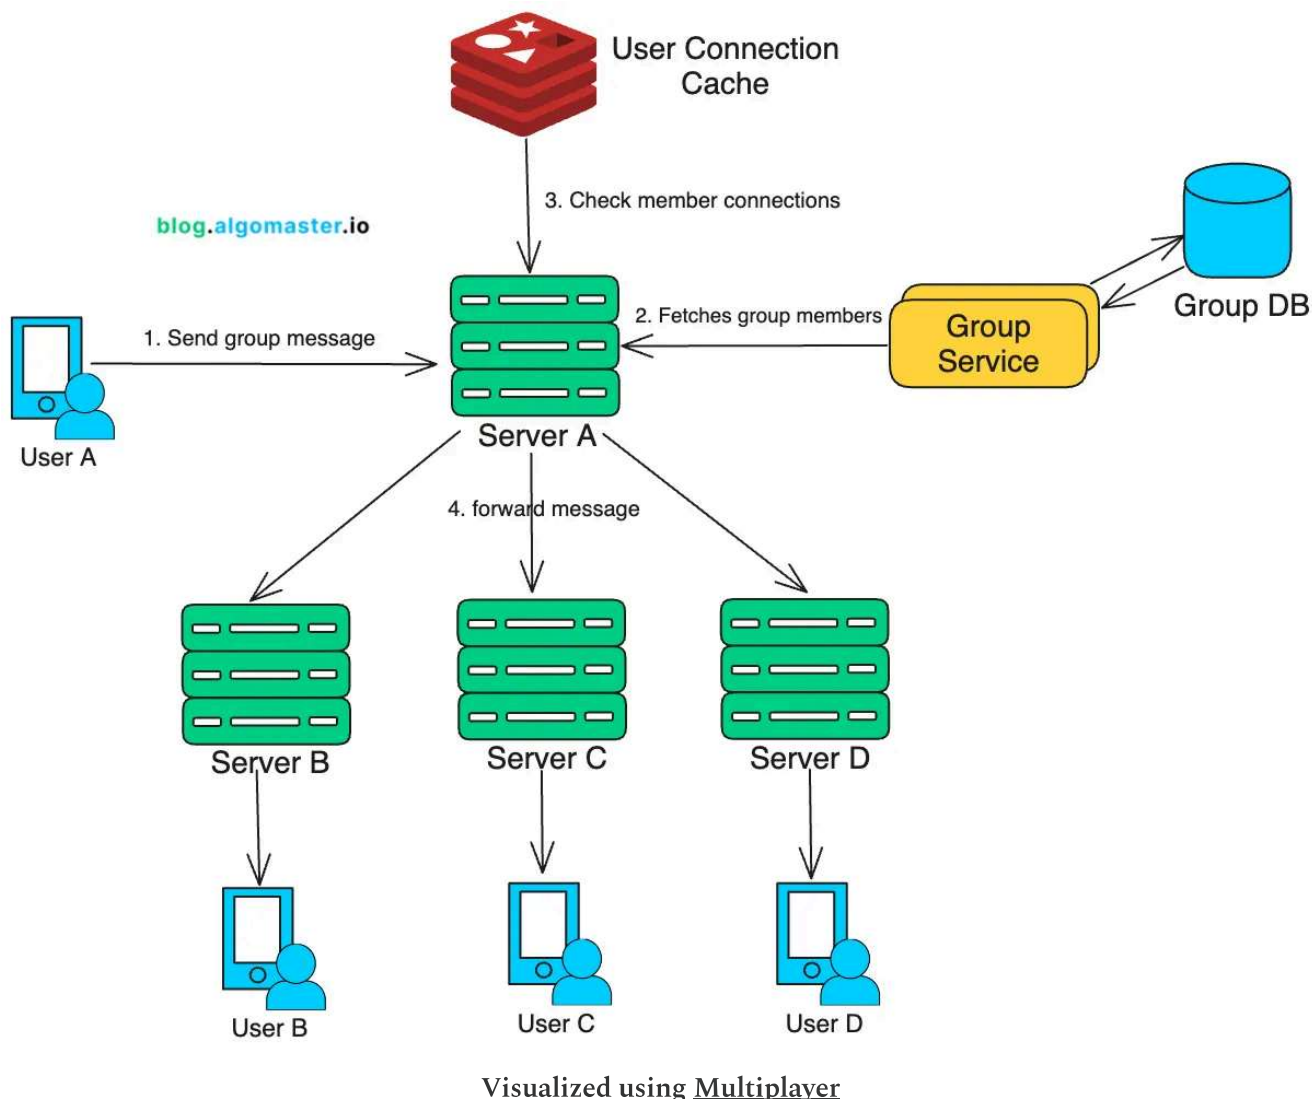 User Connection
Cache
3. Check member connections
blog.algomaster.io
Group DB
2. Fetches group members
Group
Service
1. Send group message
User A
Server A
4. forward message
Server B
Server C
Server D
User B
User C
User D
Visualized using Multiplayer